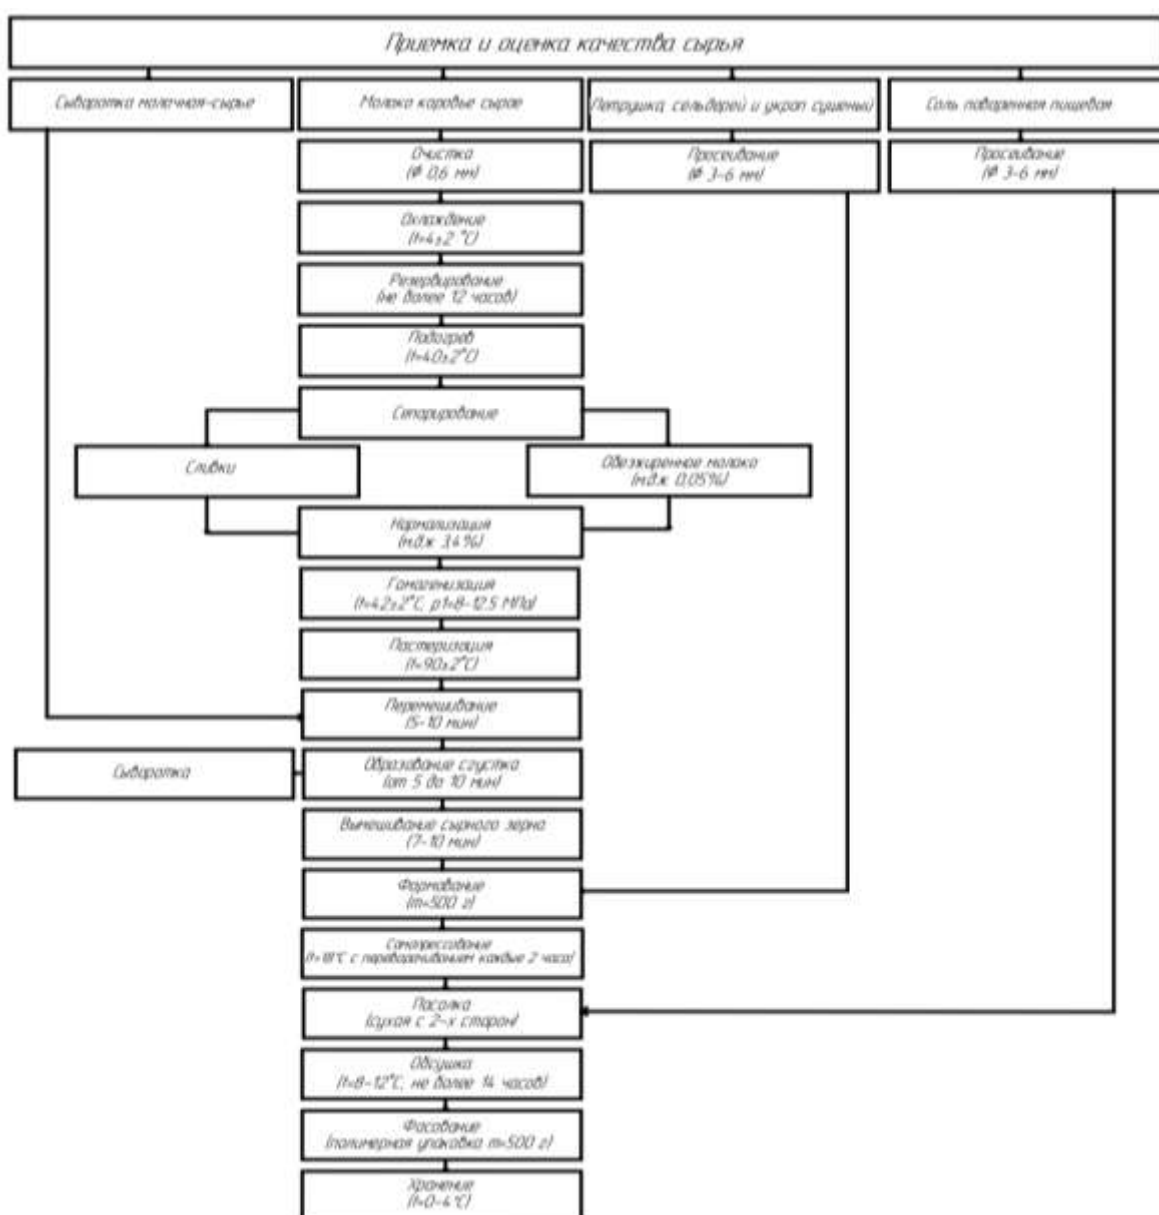 Приемка и оценка качества сырья
Сыворотка молочная-сырье
Молоко коровье сырое
Петрушка, сельдерей и укроп сушеный
Соль поваренная пищевая
Очистка
(Ф 0,6 мм)
Просеивание
(Ф 3-6 мм)
Просеивание
(Ф 3-6 мм)
Охлаждение
(t=4±2 °С)
Резервирование
(не более 12 часов)
Подогрев
(t=40±2°С)
Сепарирование
Сливки
Обезжиренное молоко
(м.д.ж. 0,05%)
Нормализация
(м.д.ж. 3,4 %)
Гомогенизация
(t=42±2°С, p1=8-12,5 МПа)
Пастеризация
(t=90±2°С)
Перемешивание
(5-10 мин)
Сыворотка
Образование сгустка
(от 5 до 10 мин)
Вымешивание сырного зерна
(7-10 мин)
Формование
(m=500 г)
Самопрессование
(t=18°С с переворачиванием каждые 2 часа)
Посолка
(сухая с 2-х сторон)
Обсушка
(t=8-12°С, не более 14 часов)
Фасование
(полимерная упаковка m=500 г)
Хранение
(t=0-4°С)